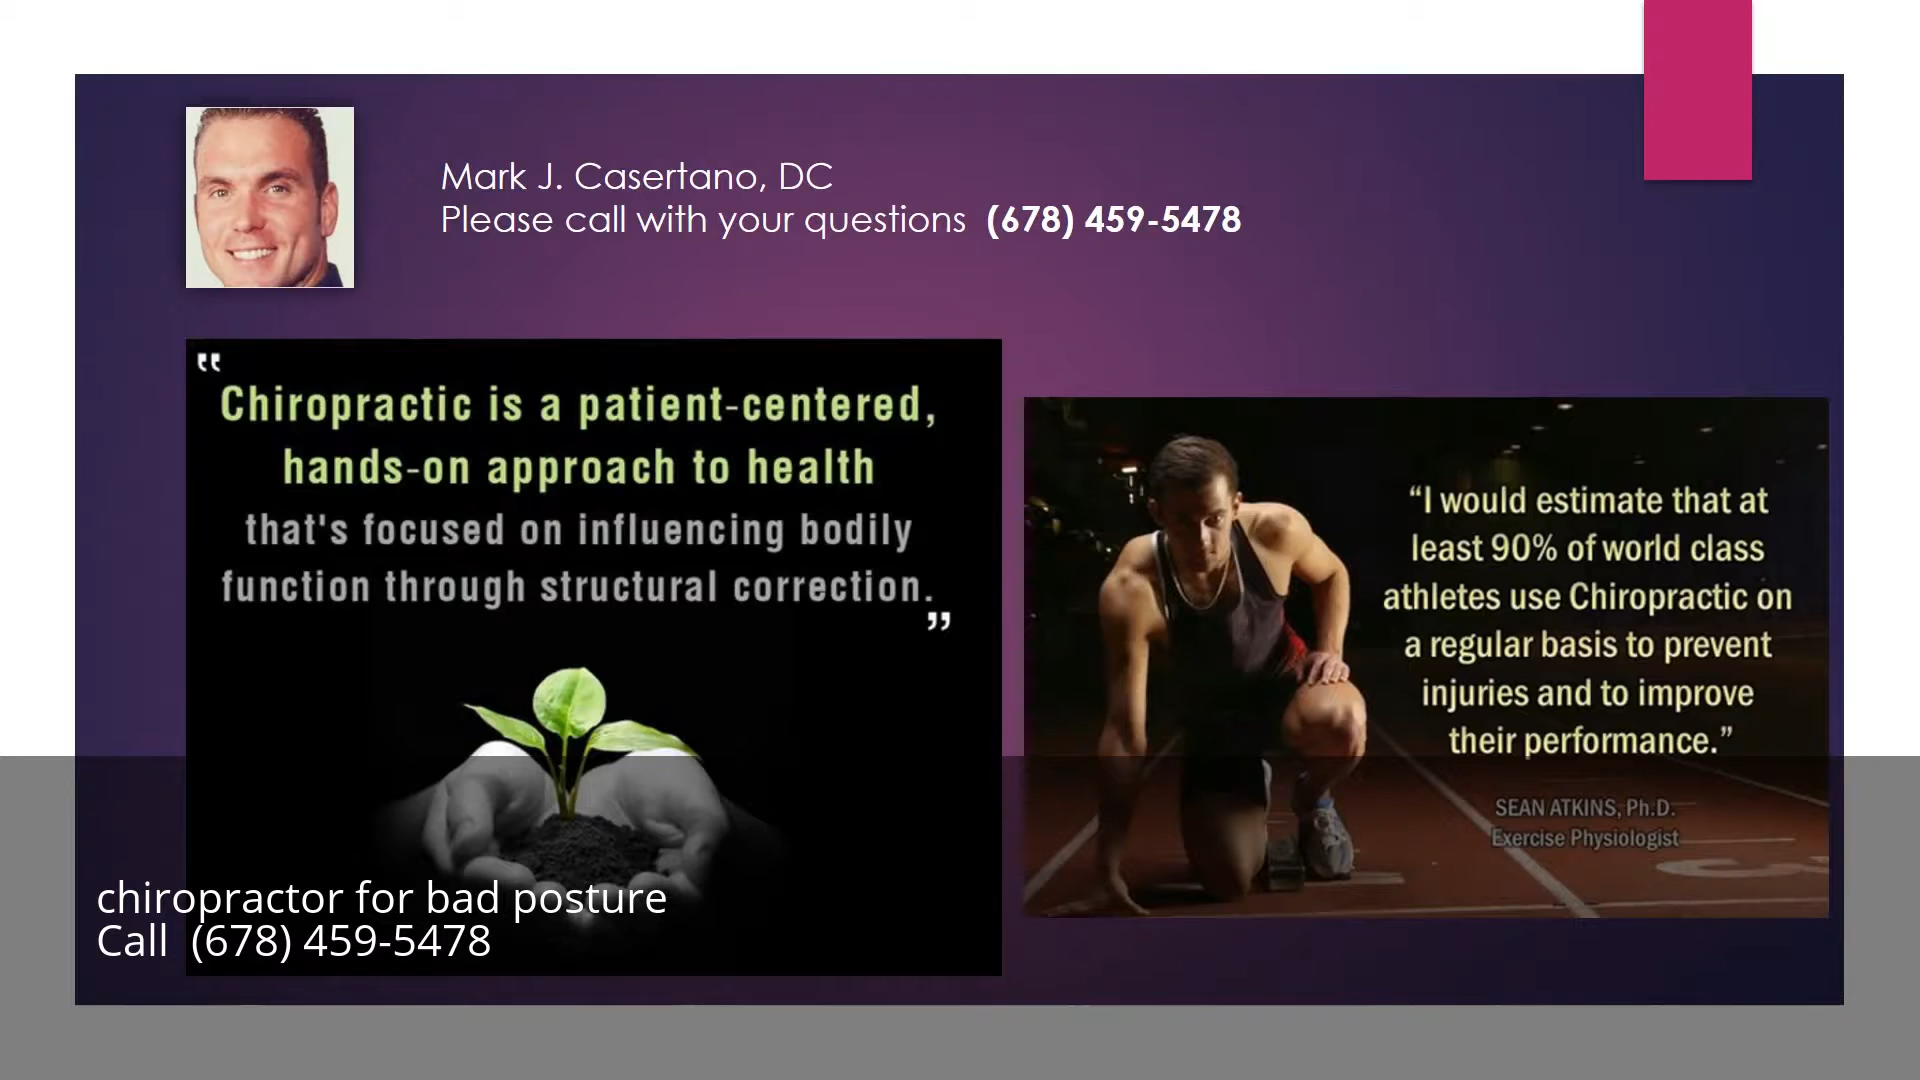 Mark J. Casertano, DC
Please call with your questions (678) 459-5478
"
Chiropractic is a patient-centered,
hands-on approach to health
that's focused on influencing bodily
function through structural correction.
"
“I would estimate that at
least 90% of world class
athletes use Chiropractic on
a regular basis to prevent
injuries and to improve
their performance.”
SEAN ATKINS, Ph.D.
Exercise Physiologist
chiropractor for bad posture
Call (678) 459-5478